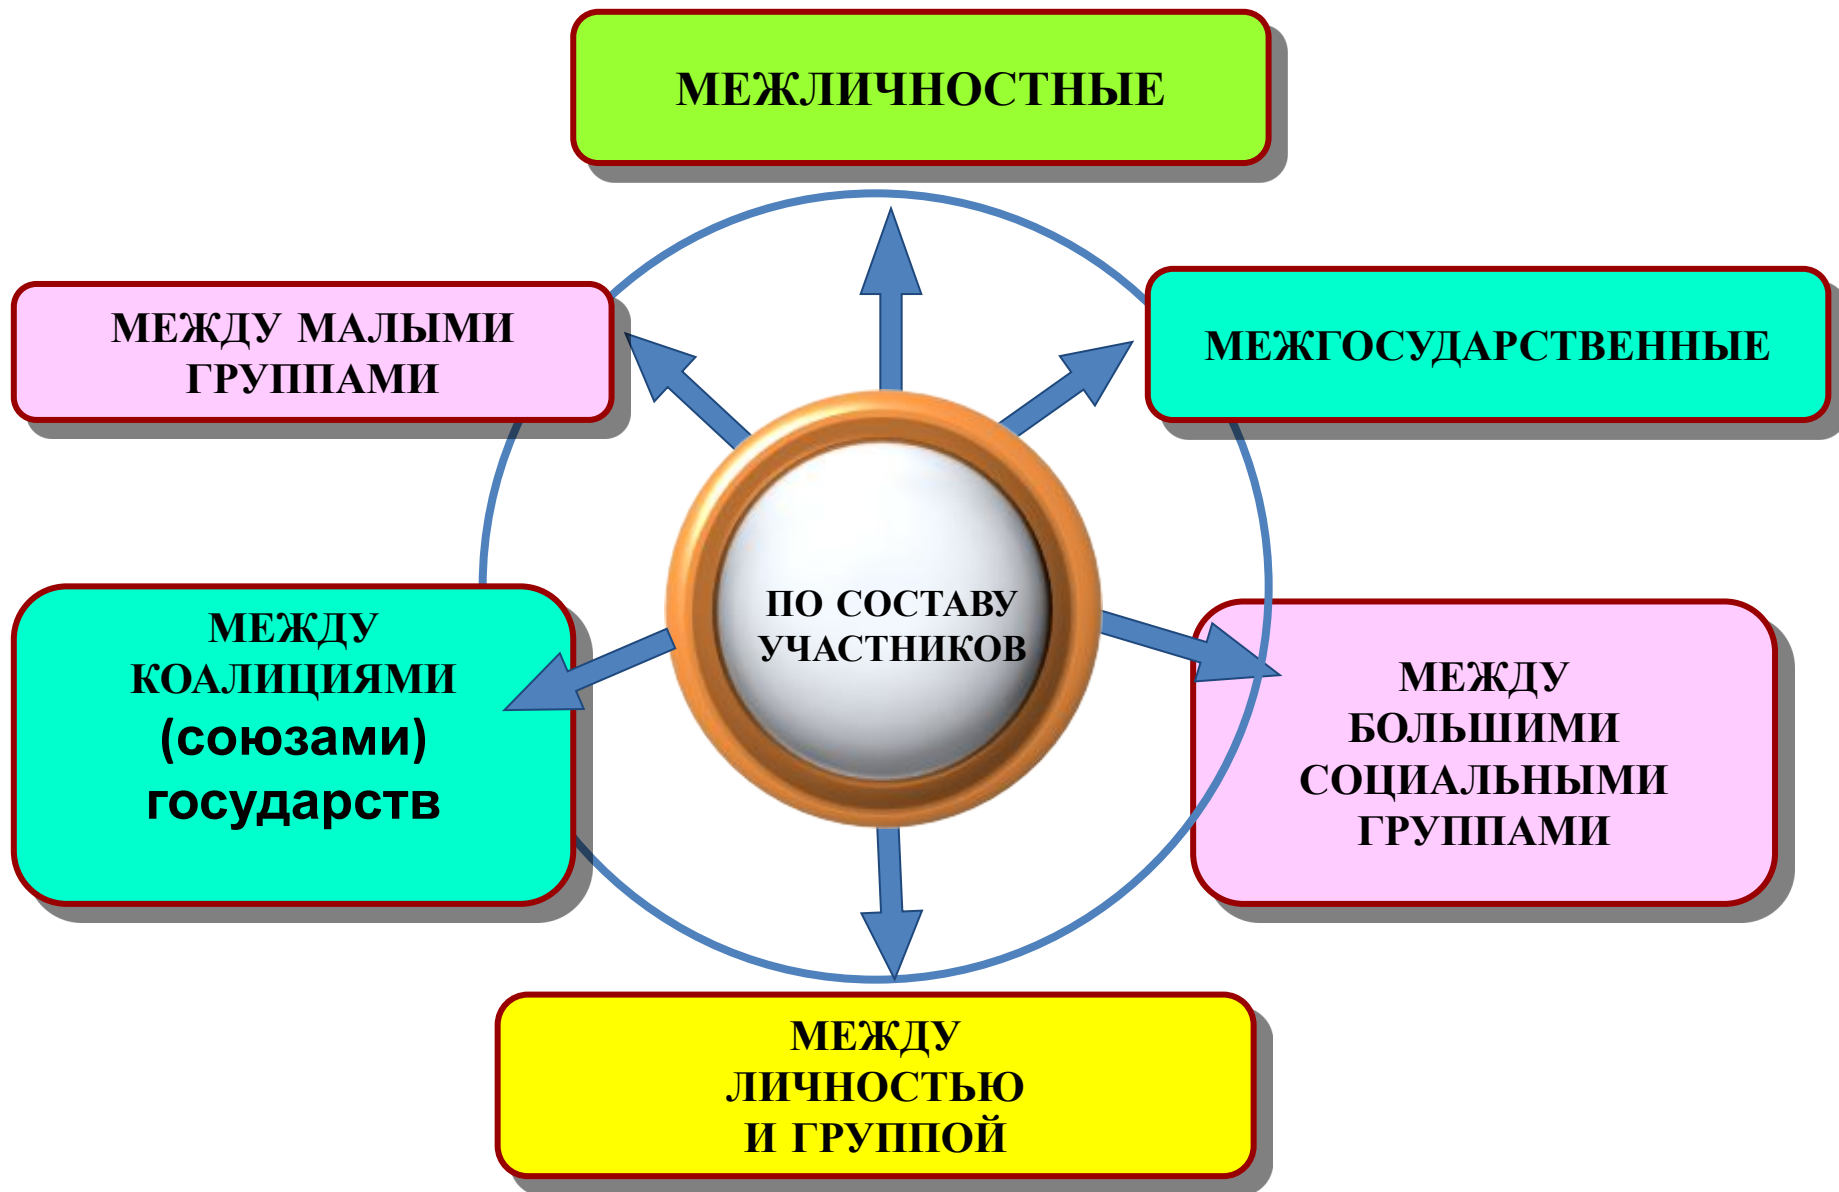 МЕЖЛИЧНОСТНЫЕ
МЕЖДУ МАЛЫМИ
ГРУППАМИ
МЕЖГОСУДАРСТВЕННЫЕ
ПО СОСТАВУ
УЧАСТНИКОВ
МЕЖДУ
КОАЛИЦИЯМИ
(союзами)
государств
МЕЖДУ
БОЛЬШИМИ
СОЦИАЛЬНЫМИ
ГРУППАМИ
МЕЖДУ
ЛИЧНОСТЬЮ
И ГРУППОЙ